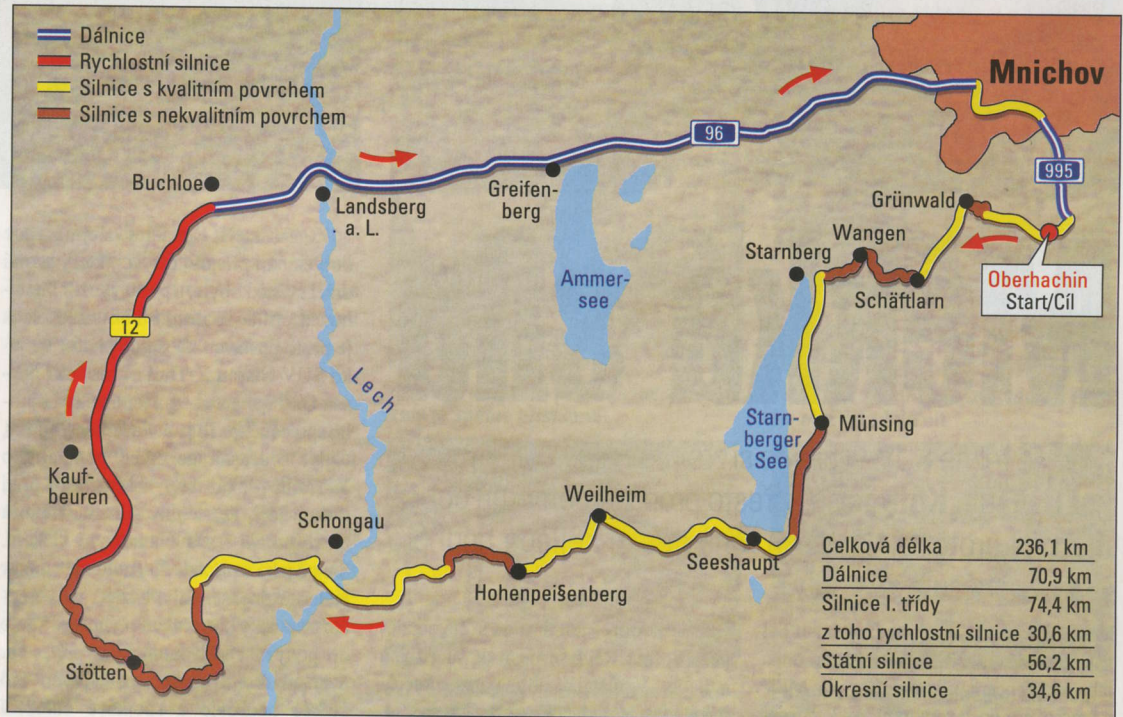 Dálnice
Rychlostní silnice
Silnice s kvalitním povrchem
Silnice s nekvalitním povrchem
Mnichov
96
995
Buchloe
Landsberg
a. L.
Greifen-
berg
Grünwald
Wangen
Starnberg
Schäftlarn
Oberhachin
Start/Cíl
Ammer-
see
12
Lech
Starn-
berger
See
Münsing
Kauf-
beuren
Schongau
Weilheim
Seeshaupt
Hohenpeißenberg
Stötten
Celková délka 236,1 km
Dálnice 70,9 km
Silnice I. třídy 74,4 km
z toho rychlostní silnice 30,6 km
Státní silnice 56,2 km
Okresní silnice 34,6 km